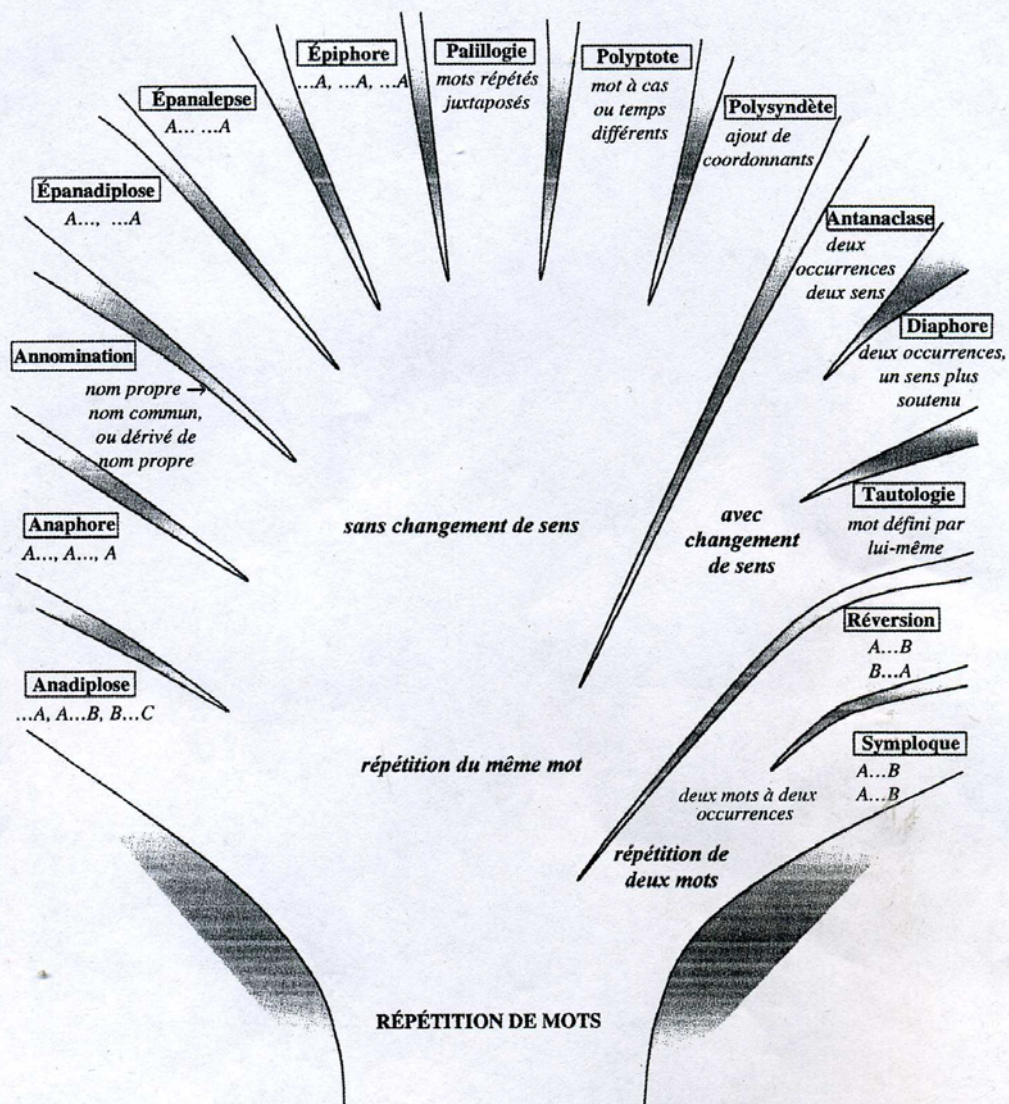 Épiphore
...A, ...A, ...A
Palillogie
mots répétés
juxtaposés
Polyptote
mot à cas
ou temps
différents
Épanalepse
A... ...A
Polysyndète
ajout de
coordonnants
Épanadiplose
A..., ...A
Antanaclase
deux
occurrences
deux sens
Annomination
nom propre →
nom commun,
ou dérivé de
nom propre
Diaphore
deux occurrences,
un sens plus
soutenu
Anaphore
A..., A..., A
sans changement de sens
avec
changement
de sens
Tautologie
mot défini par
lui-même
Anadiplose
...A, A...B, B...C
Réversion
A...B
B...A
répétition du même mot
Symploque
A...B
A...B
deux mots à deux
occurrences
répétition de
deux mots
RÉPÉTITION DE MOTS